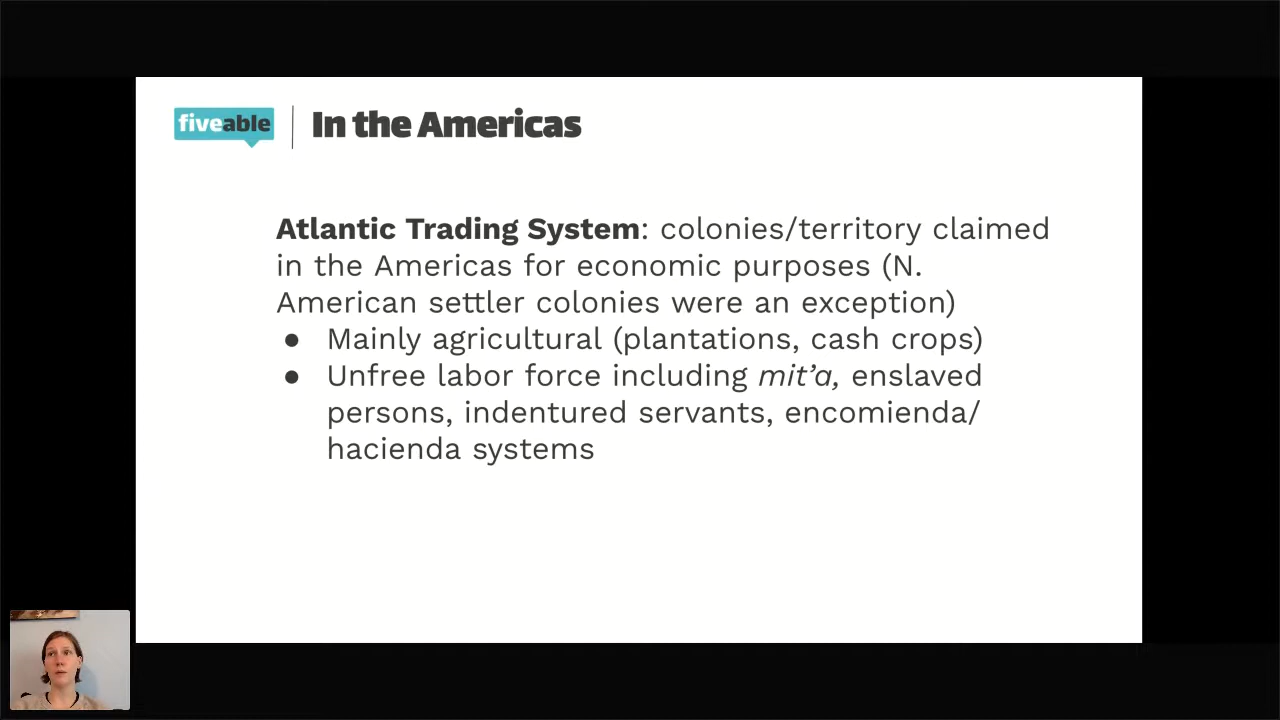 fiveable
In the Americas
Atlantic Trading System: colonies/territory claimed
in the Americas for economic purposes (N.
American settler colonies were an exception)
● Mainly agricultural (plantations, cash crops)
● Unfree labor force including mit’a, enslaved
persons, indentured servants, encomienda/
hacienda systems